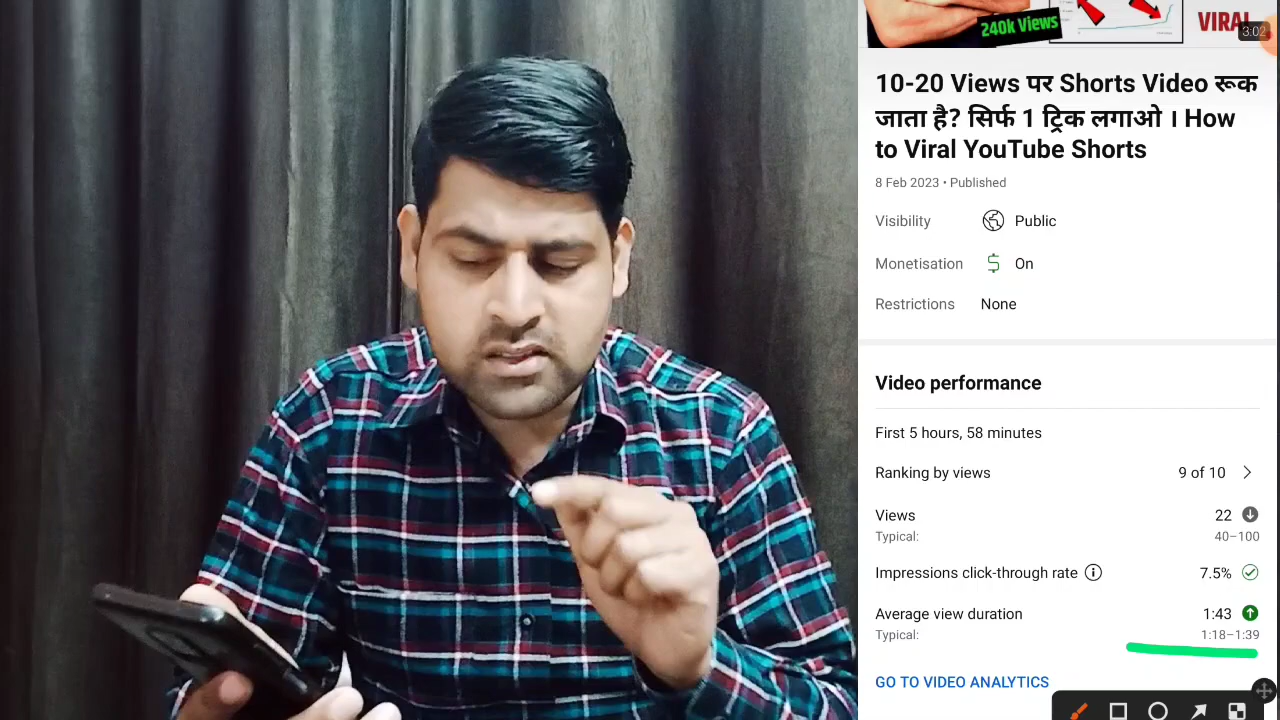 240k Views
VIRAL
3:02
10-20 Views पर Shorts Video रूक
जाता है? सिर्फ 1 ट्रिक लगाओ । How
to Viral YouTube Shorts
8 Feb 2023 • Published
Visibility Public
Monetisation On
Restrictions None
Video performance
First 5 hours, 58 minutes
Ranking by views 9 of 10
Views 22
Typical: 40–100
Impressions click-through rate 7.5%
Average view duration 1:43
Typical: 1:18–1:39
GO TO VIDEO ANALYTICS